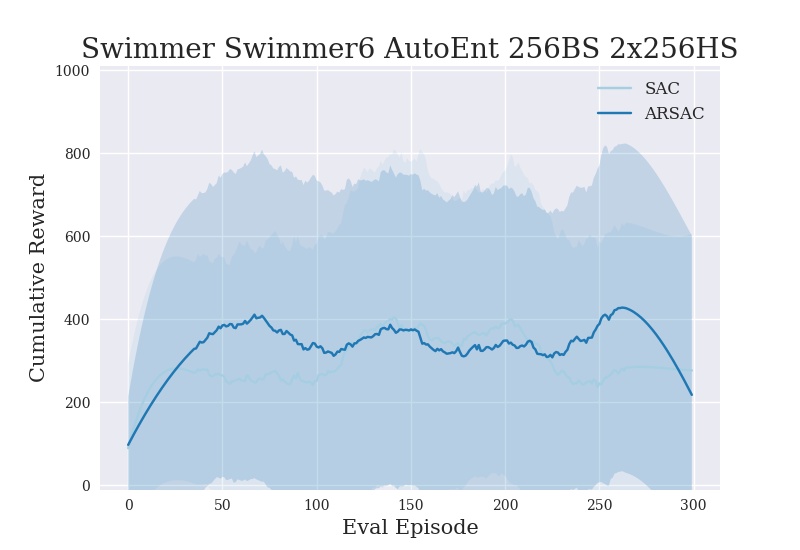 Swimmer Swimmer6 AutoEnt 256BS 2x256HS
1000
800
600
400
200
0
Cumulative Reward
SAC
ARSAC
0 50 100 150 200 250 300
Eval Episode